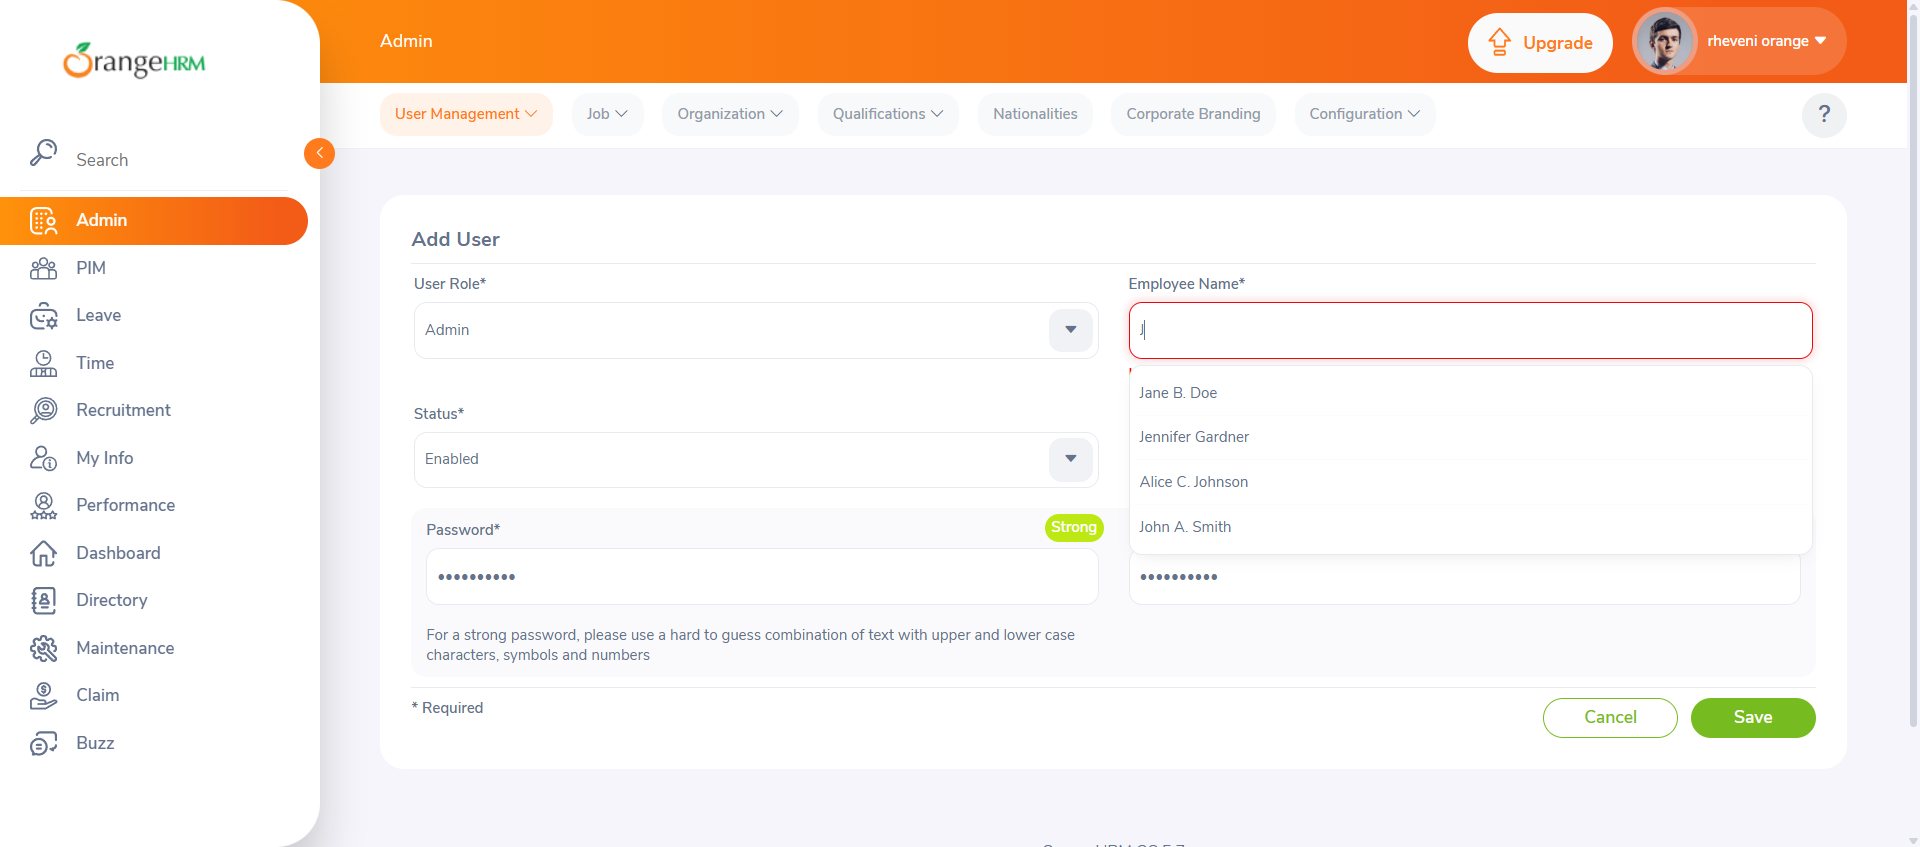 OrangeHRM
Search
Admin
PIM
Leave
Time
Recruitment
My Info
Performance
Dashboard
Directory
Maintenance
Claim
Buzz
Admin
Upgrade
rheveni orange
User Management
Job
Organization
Qualifications
Nationalities
Corporate Branding
Configuration
?
Add User
User Role*
Admin
Employee Name*
J
Jane B. Doe
Jennifer Gardner
Alice C. Johnson
John A. Smith
Status*
Enabled
Password*
Strong
••••••••••
••••••••••
For a strong password, please use a hard to guess combination of text with upper and lower case
characters, symbols and numbers
* Required
Cancel
Save